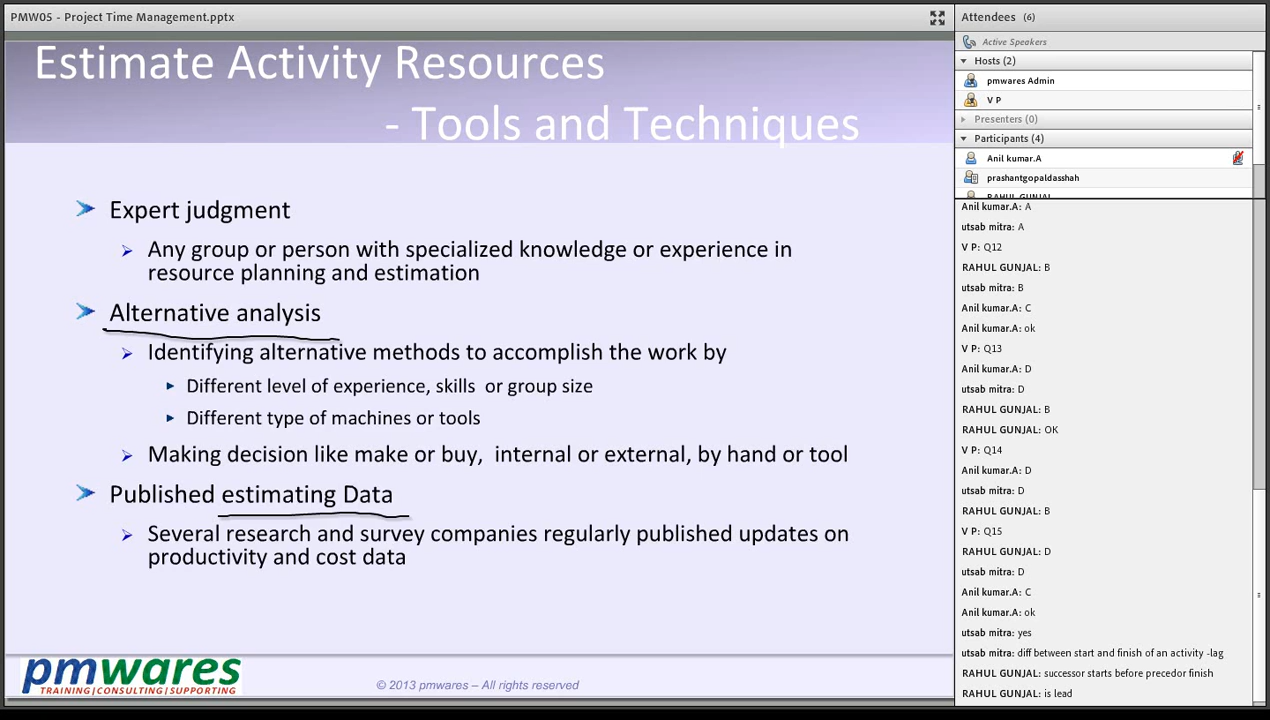 PMW05 - Project Time Management.pptx
Estimate Activity Resources
- Tools and Techniques
Expert judgment
Any group or person with specialized knowledge or experience in
resource planning and estimation
Alternative analysis
Identifying alternative methods to accomplish the work by
Different level of experience, skills or group size
Different type of machines or tools
Making decision like make or buy, internal or external, by hand or tool
Published estimating Data
Several research and survey companies regularly published updates on
productivity and cost data
pmwares
TRAINING|CONSULTING|SUPPORTING
© 2013 pmwares – All rights reserved
Attendees (6)
Active Speakers
Hosts (2)
pmwares Admin
V P
Presenters (0)
Participants (4)
Anil kumar.A
prashantgopaldasshah
RAHUL GUNJAL
Anil kumar.A: A
utsab mitra: A
V P: Q12
RAHUL GUNJAL: B
utsab mitra: B
Anil kumar.A: C
Anil kumar.A: ok
V P: Q13
Anil kumar.A: D
utsab mitra: D
RAHUL GUNJAL: B
RAHUL GUNJAL: OK
V P: Q14
Anil kumar.A: D
utsab mitra: D
RAHUL GUNJAL: B
V P: Q15
RAHUL GUNJAL: D
utsab mitra: D
Anil kumar.A: C
Anil kumar.A: ok
utsab mitra: yes
utsab mitra: diff between start and finish of an activity -lag
RAHUL GUNJAL: successor starts before precedor finish
RAHUL GUNJAL: is lead